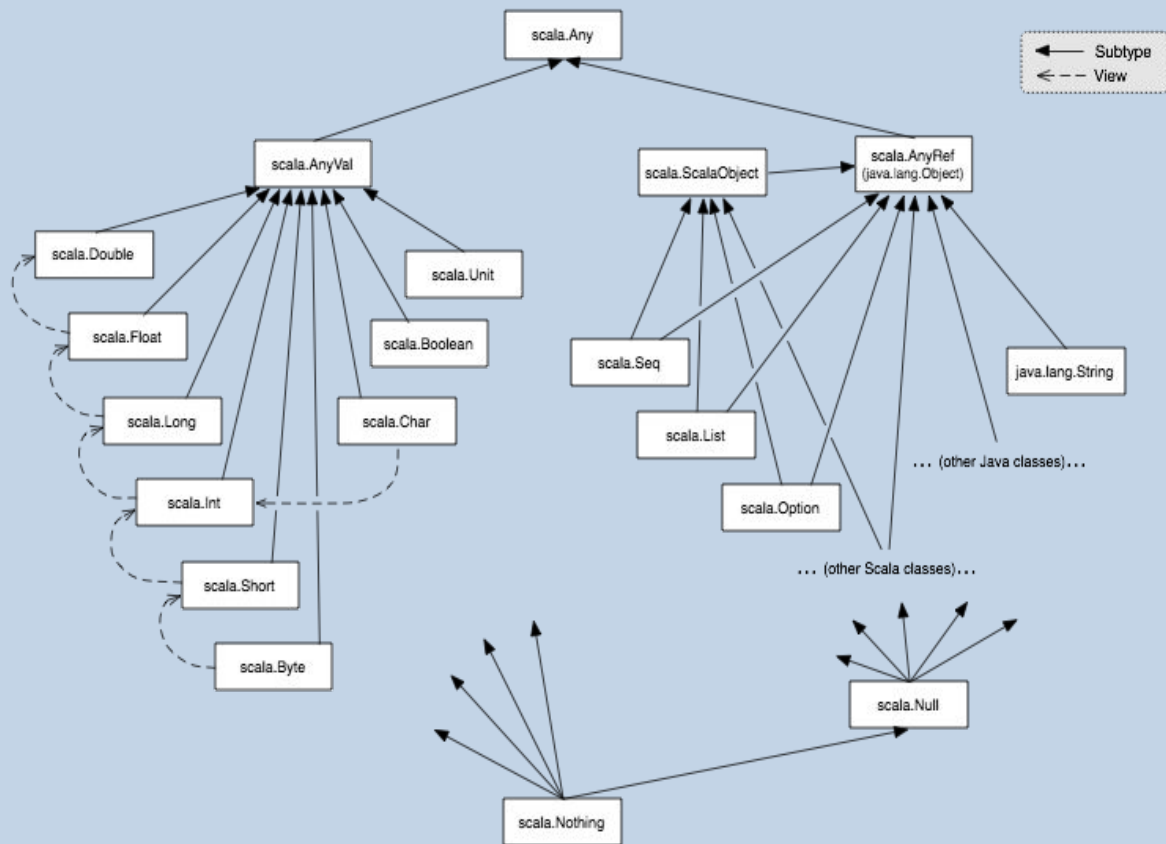 scala.Any
Subtype
View
scala.AnyVal
scala.ScalaObject
scala.AnyRef
(java.lang.Object)
scala.Double
scala.Unit
scala.Float
scala.Boolean
scala.Seq
java.lang.String
scala.Long
scala.Char
scala.List
... (other Java classes)...
scala.Int
scala.Option
... (other Scala classes)...
scala.Short
scala.Byte
scala.Null
scala.Nothing